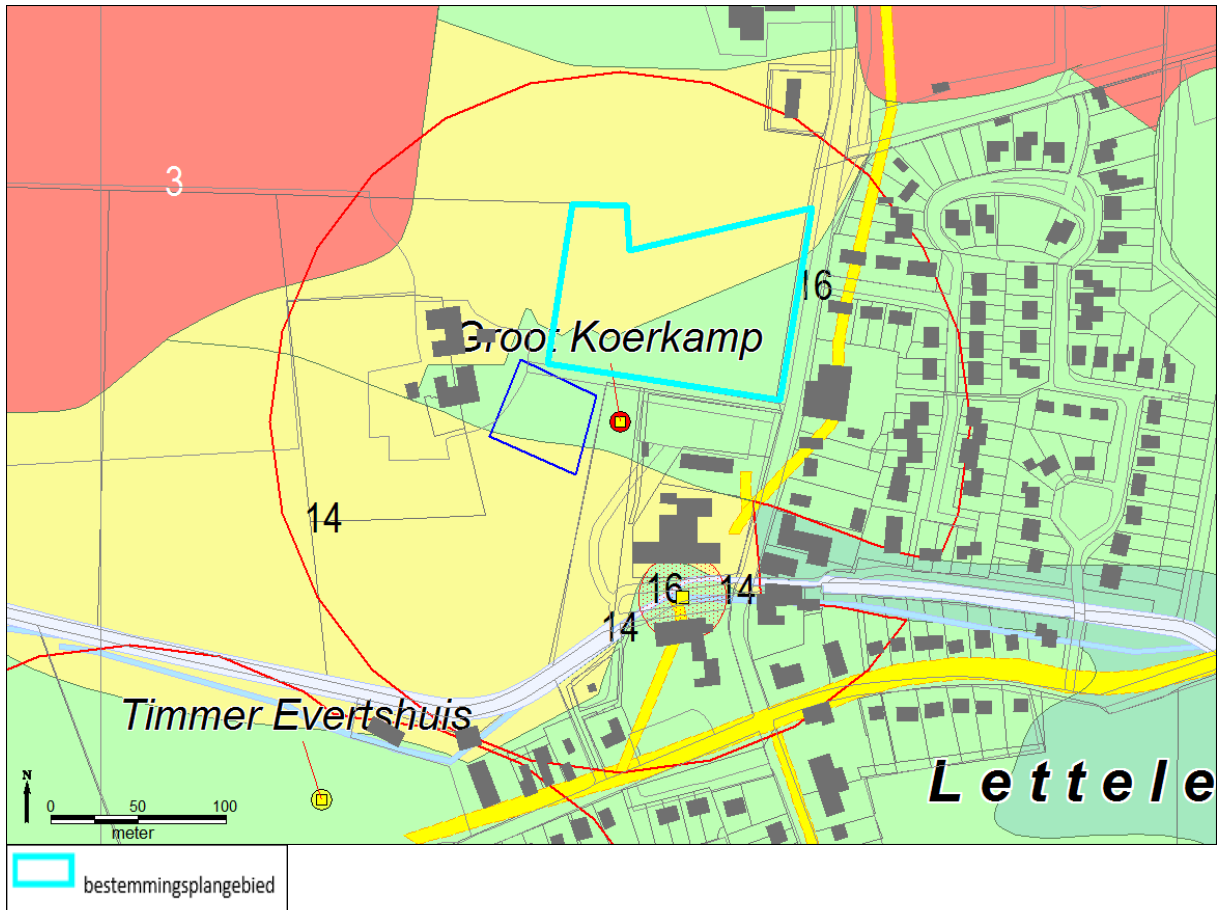 3
16
Groot Koerkamp
14
16
14
14
Timmer Evertshuis
Lettele
N
0 50 100
meter
bestemmingsplangebied